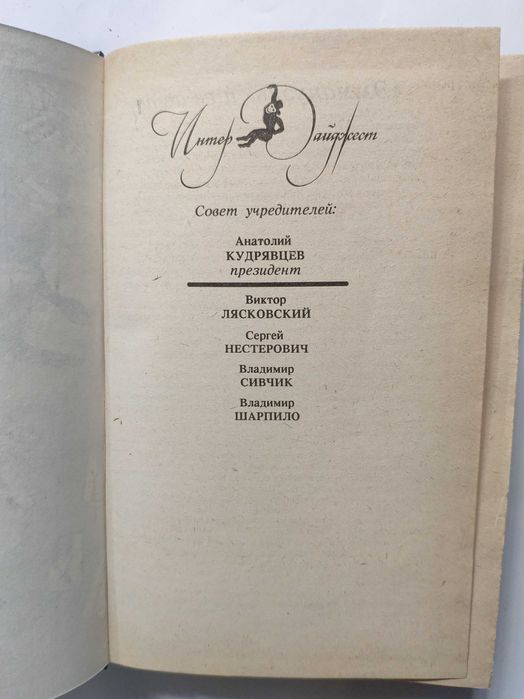 Интер Дайджест
Совет учредителей:
Анатолий
КУДРЯВЦЕВ
президент
Виктор
ЛЯСКОВСКИЙ
Сергей
НЕСТЕРОВИЧ
Владимир
СИВЧИК
Владимир
ШАРПИЛО